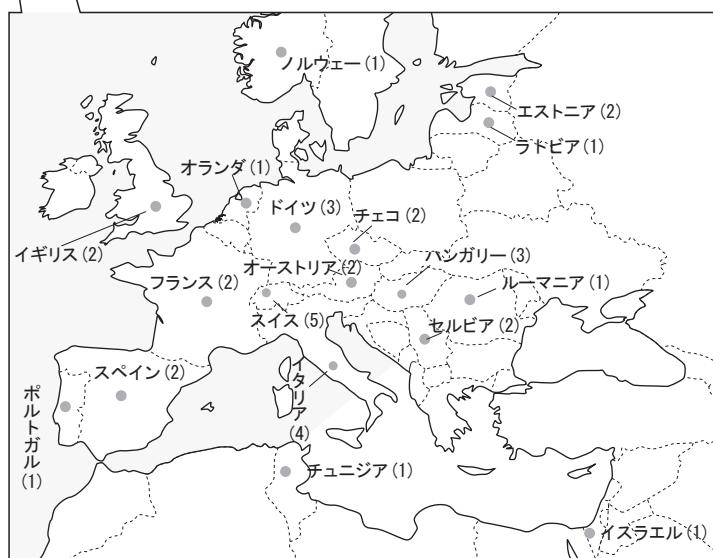 ノルウェー(1)
エストニア(2)
ラトビア(1)
オランダ(1)
ドイツ(3)
チェコ(2)
イギリス(2)
オーストリア(2)
ハンガリー(3)
フランス(2)
ルーマニア(1)
スイス(5)
セルビア(2)
スペイン(2)
イタリア(4)
ポルトガル(1)
チュニジア(1)
イスラエル(1)